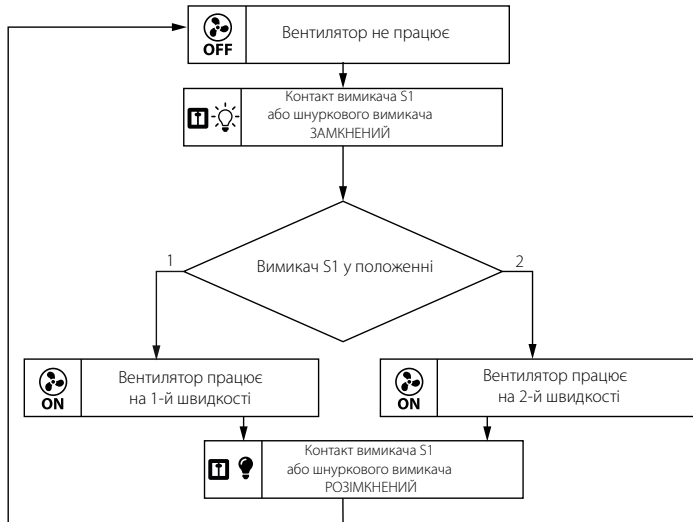 OFF
Вентилятор не працює
Контакт вимикача S1
або шнуркового вимикача
ЗАМКНЕНИЙ
1
Вимикач S1 у положенні
2
ON
Вентилятор працює
на 1-й швидкості
ON
Вентилятор працює
на 2-й швидкості
Контакт вимикача S1
або шнуркового вимикача
РОЗІМКНЕНИЙ